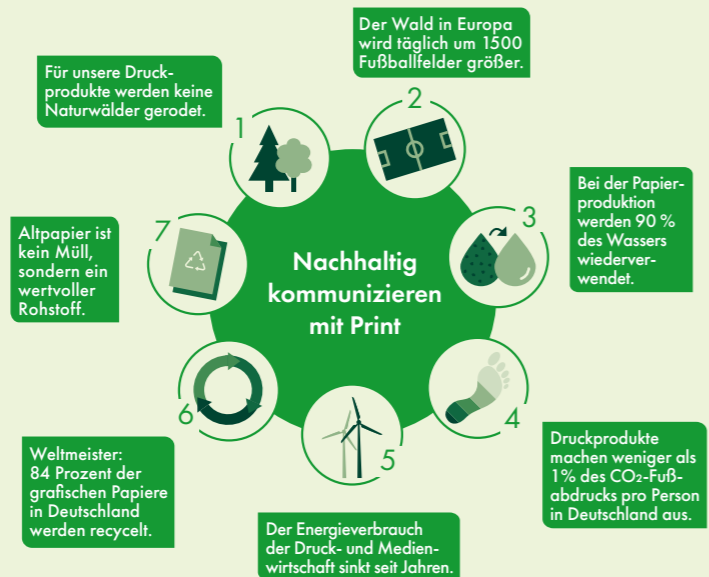 Nachhaltig
kommunizieren
mit Print
1
Für unsere Druck-
produkte werden keine
Naturwälder gerodet.
2
Der Wald in Europa
wird täglich um 1500
Fußballfelder größer.
3
Bei der Papier-
produktion
werden 90 %
des Wassers
wiederver-
wendet.
4
Druckprodukte
machen weniger als
1% des CO₂-Fuß-
abdrucks pro Person
in Deutschland aus.
5
Der Energieverbrauch
der Druck- und Medien-
wirtschaft sinkt seit Jahren.
6
Weltmeister:
84 Prozent der
grafischen Papiere
in Deutschland
werden recycelt.
7
Altpapier ist
kein Müll,
sondern ein
wertvoller
Rohstoff.